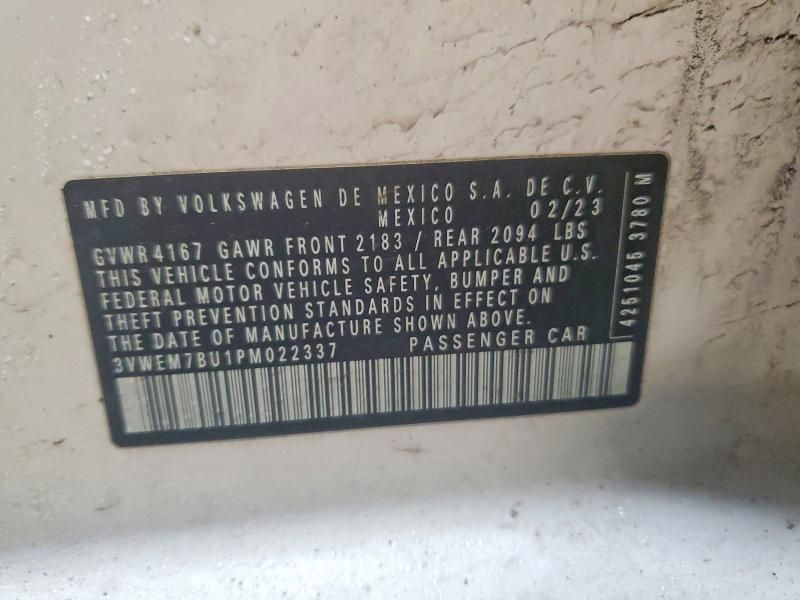 MFD BY VOLKSWAGEN DE MEXICO S.A. DE C.V.
MEXICO 02/23
GVWR 4167 GAWR FRONT 2183 / REAR 2094 LBS
THIS VEHICLE CONFORMS TO ALL APPLICABLE U.S.
FEDERAL MOTOR VEHICLE SAFETY, BUMPER AND
THEFT PREVENTION STANDARDS IN EFFECT ON
THE DATE OF MANUFACTURE SHOWN ABOVE.
3VWEM7BU1PM022337 PASSENGER CAR
4251045 3780 M